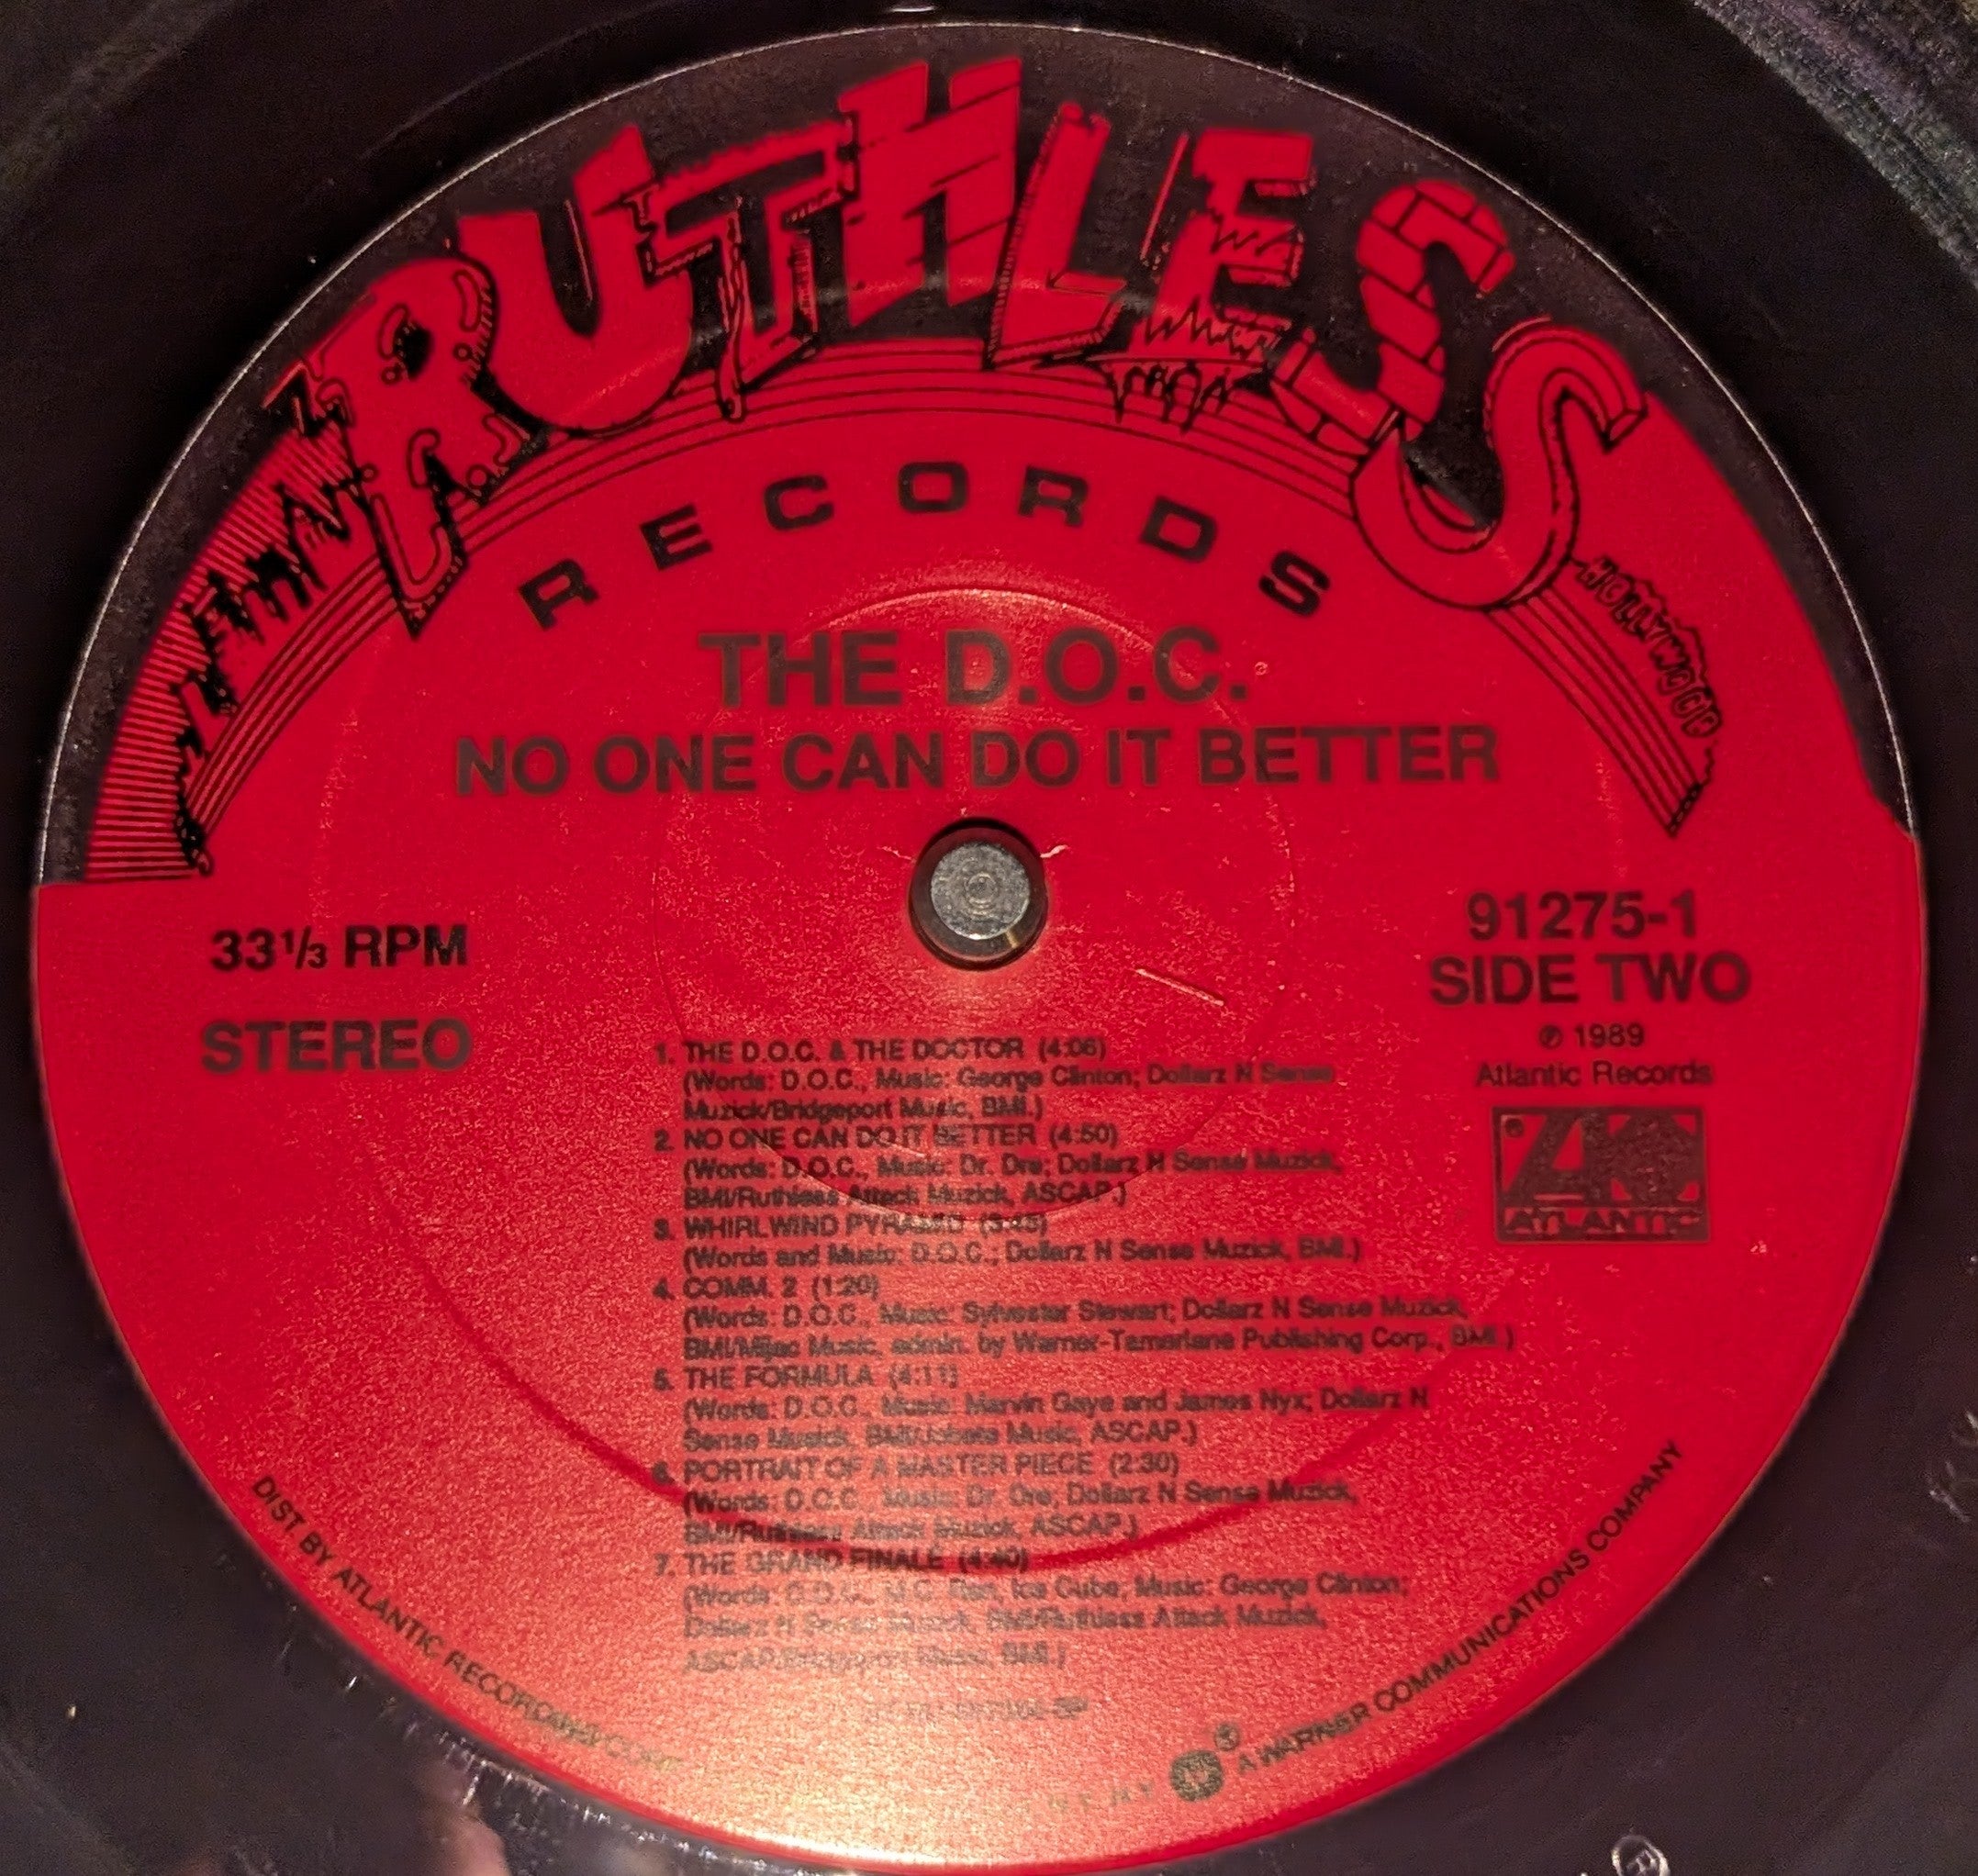 RUTHLESS
HOLLYWOOD
RECORDS
THE D.O.C.
NO ONE CAN DO IT BETTER
33 1/3 RPM
STEREO
91275-1
SIDE TWO
℗ 1989
Atlantic Records
ATLANTIC
1. THE D.O.C. & THE DOCTOR (4:06)
(Words: D.O.C., Music: George Clinton; Dollarz N Sense
Muzick/Bridgeport Music, BMI.)
2. NO ONE CAN DO IT BETTER (4:50)
(Words: D.O.C., Music: Dr. Dre; Dollarz N Sense Muzick,
BMI/Ruthless Attack Muzick, ASCAP.)
3. WHIRLWIND PYRAMID (3:45)
(Words and Music: D.O.C.; Dollarz N Sense Muzick, BMI.)
4. COMM. 2 (1:20)
(Words: D.O.C., Music: Sylvester Stewart; Dollarz N Sense Muzick,
BMI/Mijac Music, admin. by Warner-Tamerlane Publishing Corp., BMI.)
5. THE FORMULA (4:11)
(Words: D.O.C., Music: Marvin Gaye and James Nyx; Dollarz N
Sense Musick, BMI/Jobete Music, ASCAP.)
6. PORTRAIT OF A MASTER PIECE (2:30)
(Words: D.O.C., Music: Dr. Dre, Dollarz N Sense Muzick,
BMI/Ruthless Attack Muzick, ASCAP.)
7. THE GRAND FINALÉ (4:40)
(Words: D.O.C., M.C. Ren, Ice Cube, Music: George Clinton;
Dollarz N Sense Muzick, BMI/Ruthless Attack Muzick,
ASCAP/Bridgeport Music, BMI.)
DIST BY ATLANTIC RECORDING CORP
A WARNER COMMUNICATIONS COMPANY